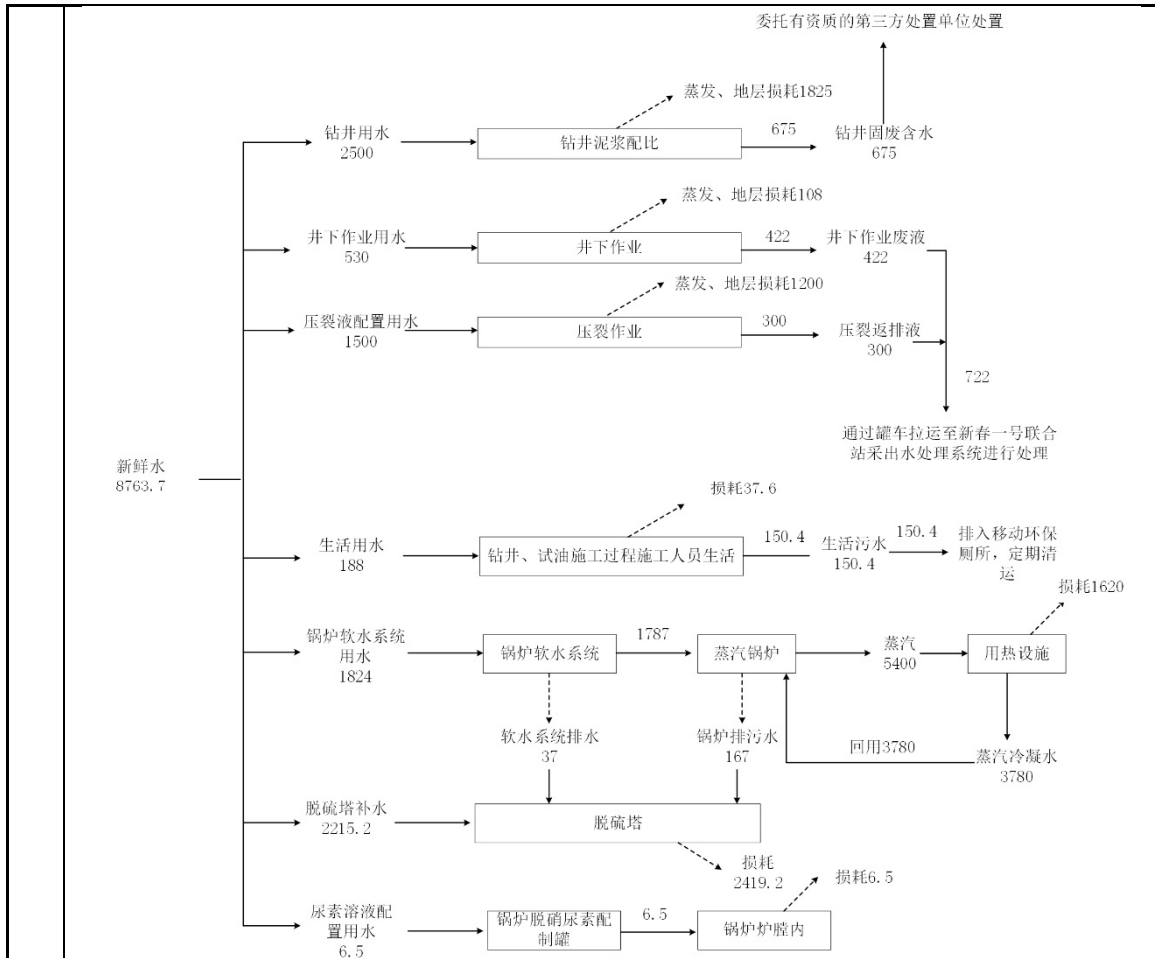 委托有资质的第三方处置单位处置
蒸发、地层损耗1825
钻井用水
2500
钻井泥浆配比
675
钻井固废含水
675
蒸发、地层损耗108
井下作业用水
530
井下作业
422
井下作业废液
422
蒸发、地层损耗1200
压裂液配置用水
1500
压裂作业
300
压裂返排液
300
722
通过罐车拉运至新春一号联合
站采出水处理系统进行处理
新鲜水
8763.7
损耗37.6
生活用水
188
钻井、试油施工过程施工人员生活
150.4
生活污水
150.4
150.4
排入移动环保
厕所，定期清
运
损耗1620
锅炉软水系统
用水
1824
锅炉软水系统
1787
蒸汽锅炉
蒸汽
5400
用热设施
软水系统排水
37
锅炉排污水
167
回用3780
蒸汽冷凝水
3780
脱硫塔补水
2215.2
脱硫塔
损耗
2419.2
损耗6.5
尿素溶液配
置用水
6.5
锅炉脱硝尿素配
制罐
6.5
锅炉炉膛内